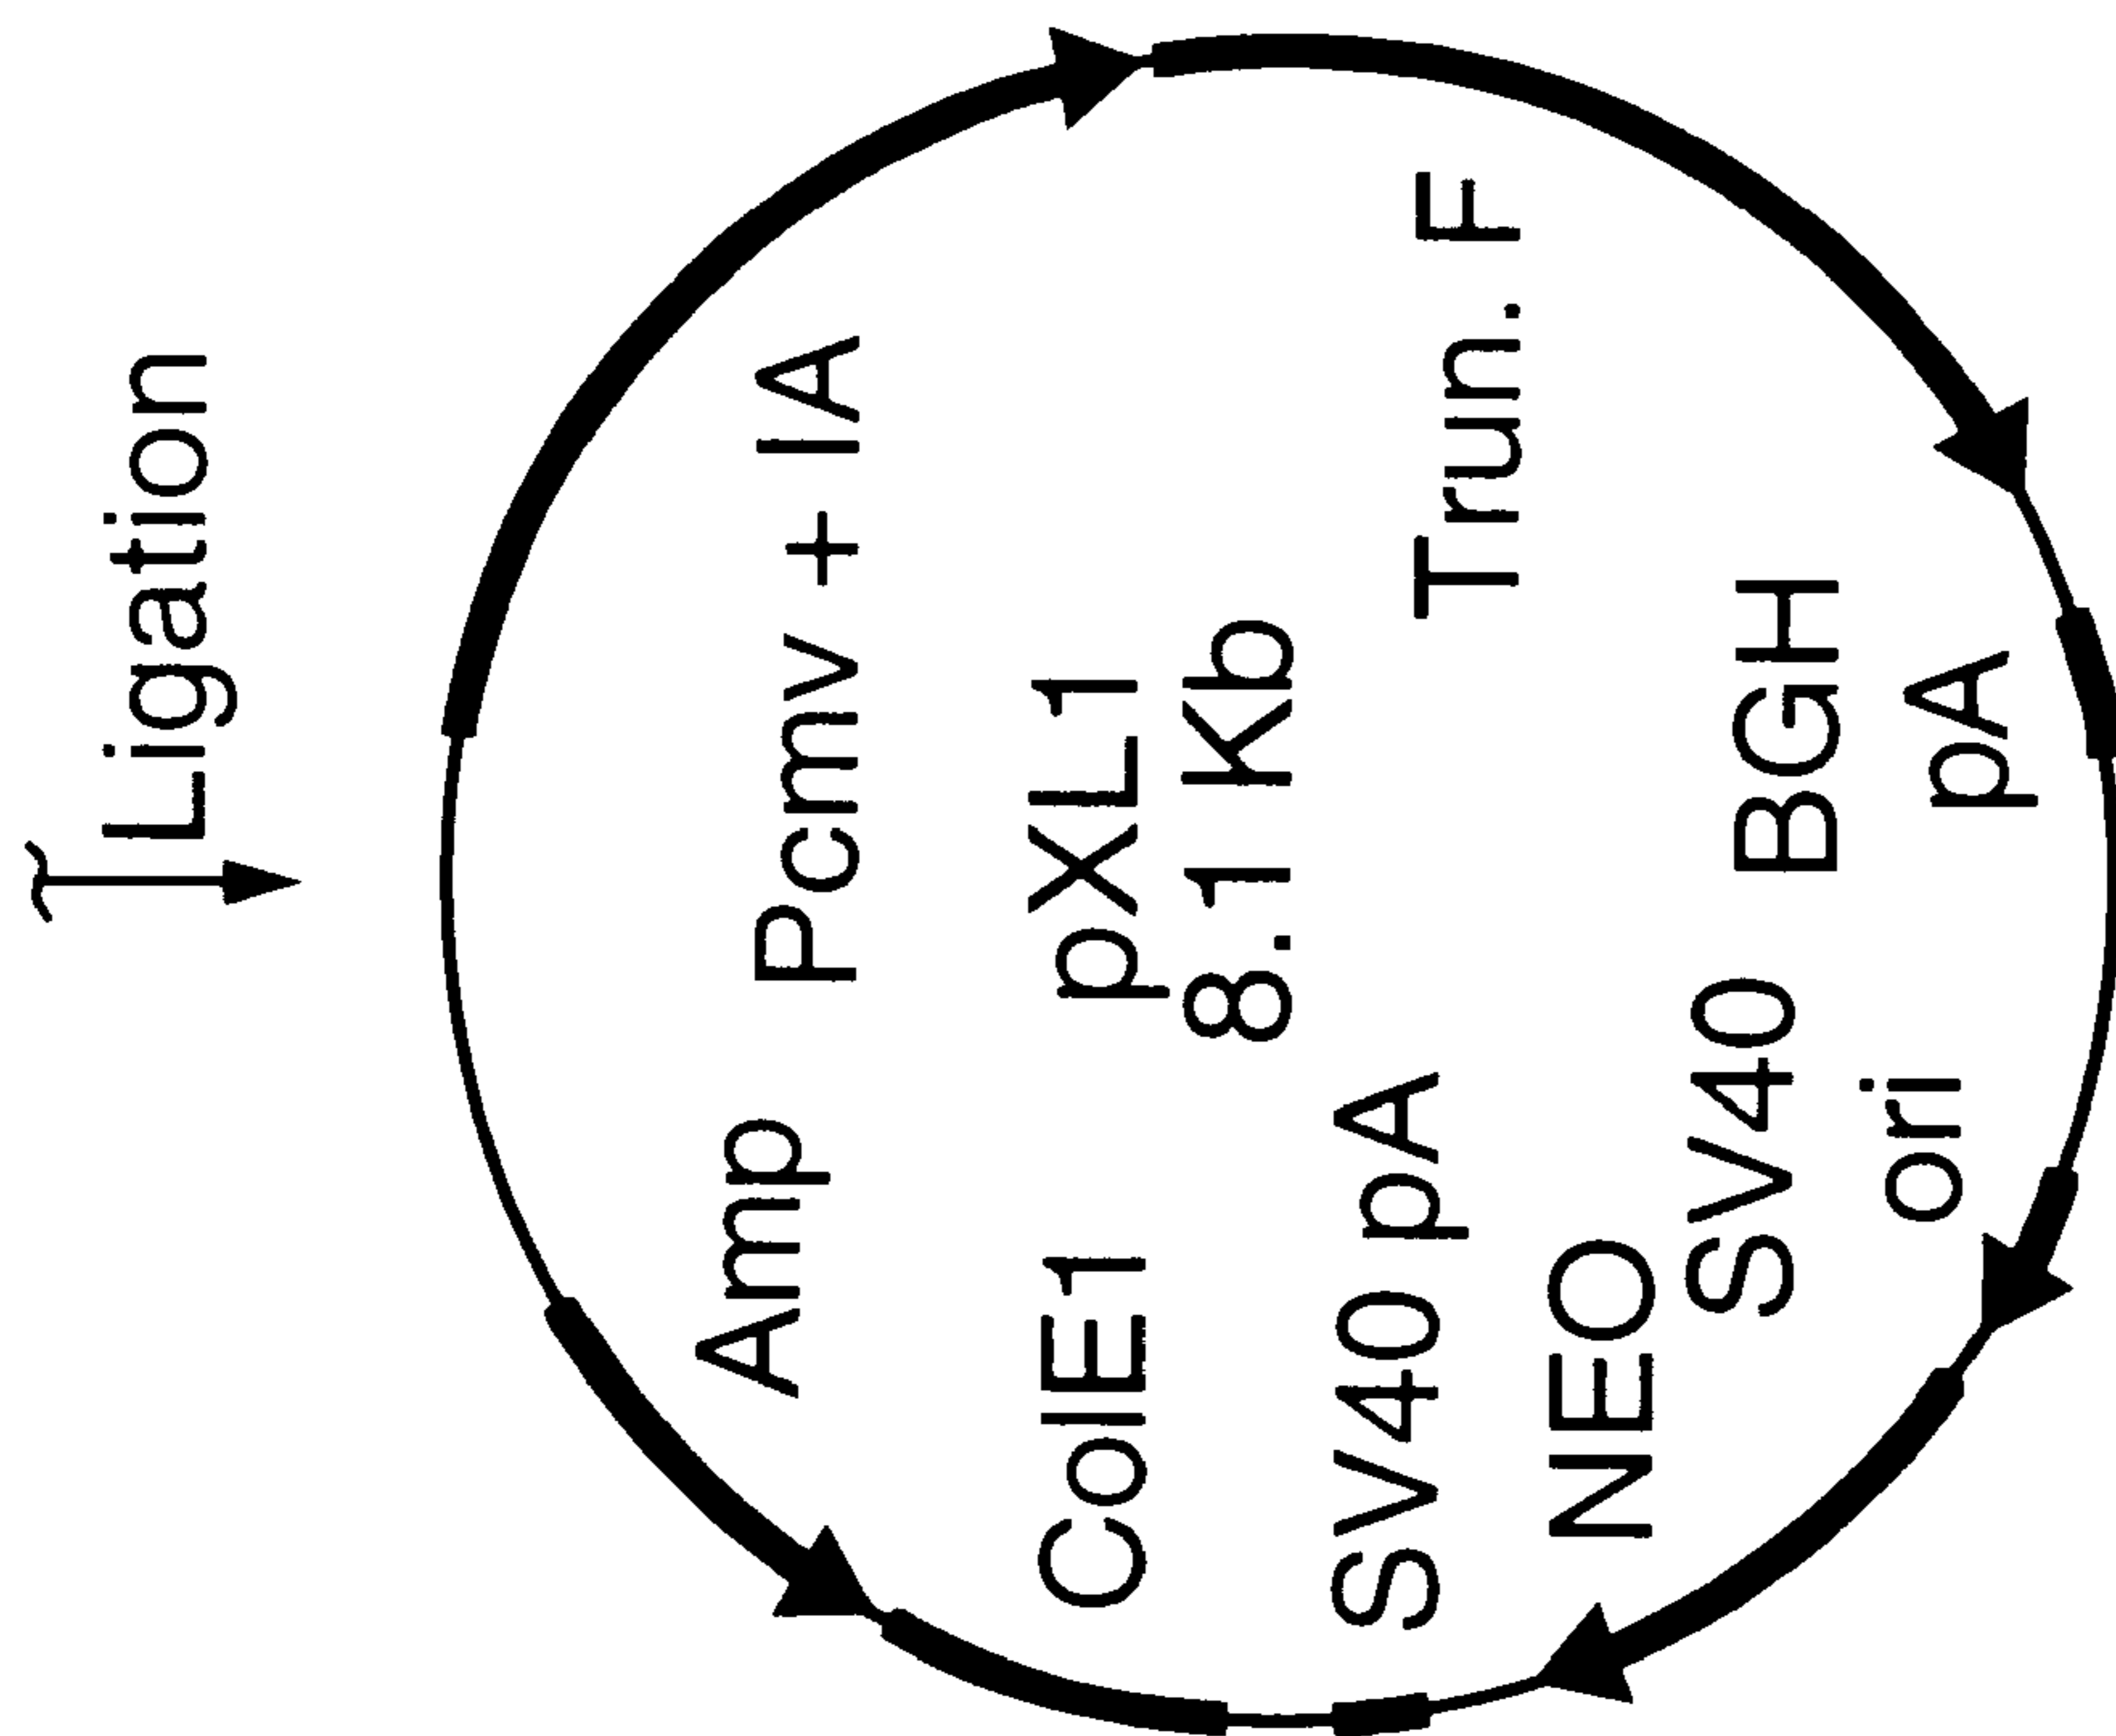 Ligation
Amp
Pcmv + IA
pXL1
8.1 Kb
ColE1
SV40 pA
Trun. F
NEO
SV40
ori
BGH
pA